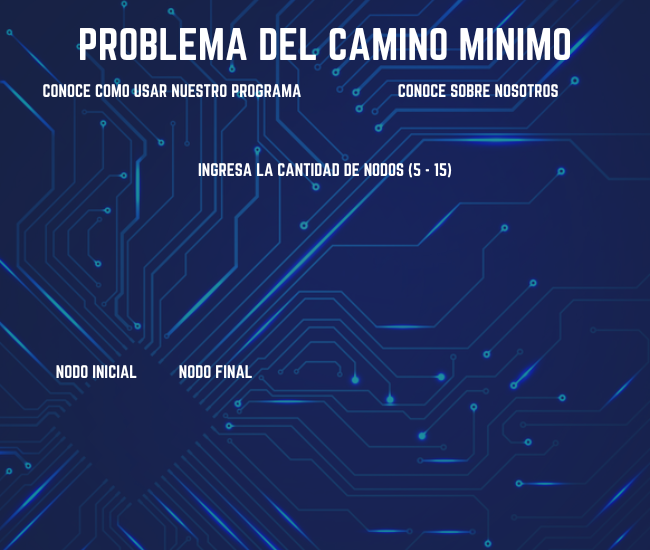 PROBLEMA DEL CAMINO MINIMO
CONOCE COMO USAR NUESTRO PROGRAMA
CONOCE SOBRE NOSOTROS
INGRESA LA CANTIDAD DE NODOS (5 - 15)
NODO INICIAL
NODO FINAL